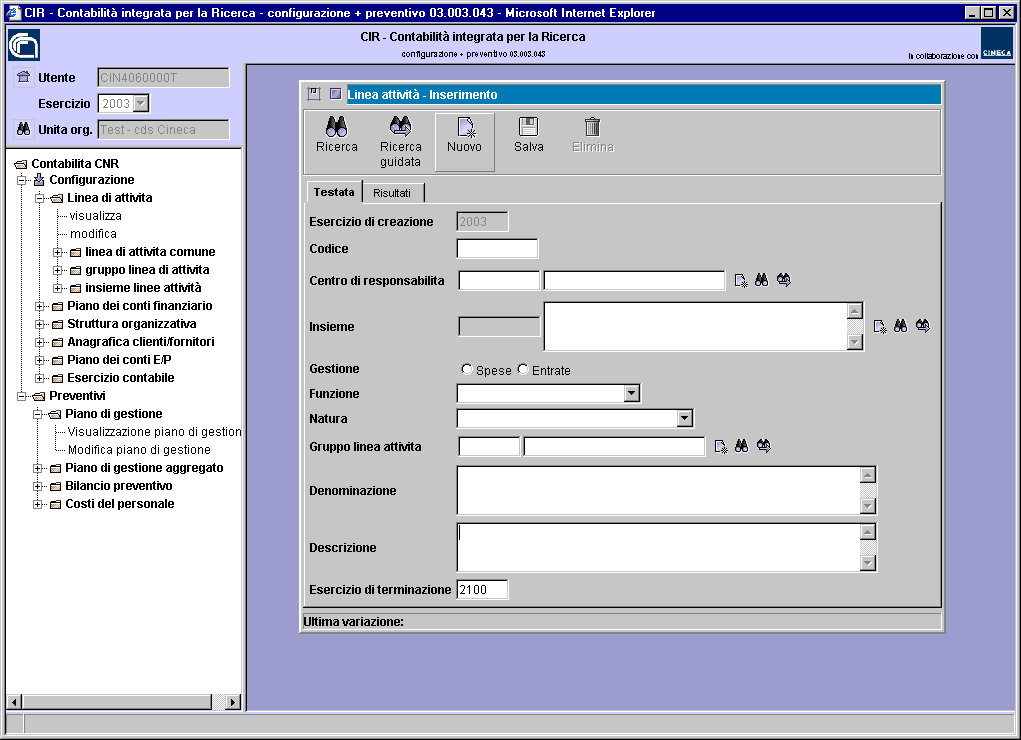 CIR - Contabilità integrata per la Ricerca - configurazione + preventivo 03.003.043 - Microsoft Internet Explorer
CIR - Contabilità integrata per la Ricerca
configurazione + preventivo 03.003.043
In collaborazione con
CINECA
Utente CIN4060000T
Esercizio 2003
Unita org. Test - cds Cineca
Contabilita CNR
Configurazione
Linea di attivita
visualizza
modifica
linea di attivita comune
gruppo linea di attivita
insieme linee attività
Piano dei conti finanziario
Struttura organizzativa
Anagrafica clienti/fornitori
Piano dei conti E/P
Esercizio contabile
Preventivi
Piano di gestione
Visualizzazione piano di gestion
Modifica piano di gestione
Piano di gestione aggregato
Bilancio preventivo
Costi del personale
Linea attività - Inserimento
Ricerca Ricerca guidata Nuovo Salva Elimina
Testata Risultati
Esercizio di creazione 2003
Codice
Centro di responsabilita
Insieme
Gestione Spese Entrate
Funzione
Natura
Gruppo linea attivita
Denominazione
Descrizione
Esercizio di terminazione 2100
Ultima variazione: